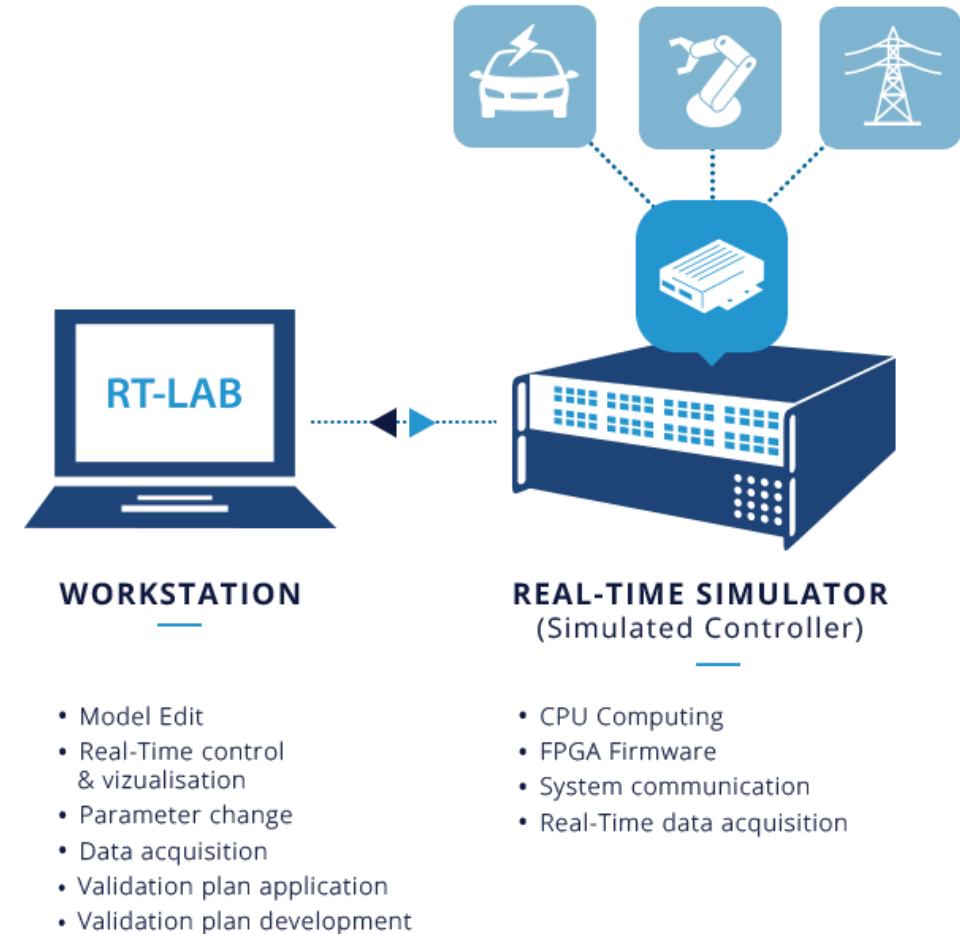 RT-LAB
WORKSTATION
• Model Edit
• Real-Time control
& vizualisation
• Parameter change
• Data acquisition
• Validation plan application
• Validation plan development
REAL-TIME SIMULATOR
(Simulated Controller)
• CPU Computing
• FPGA Firmware
• System communication
• Real-Time data acquisition